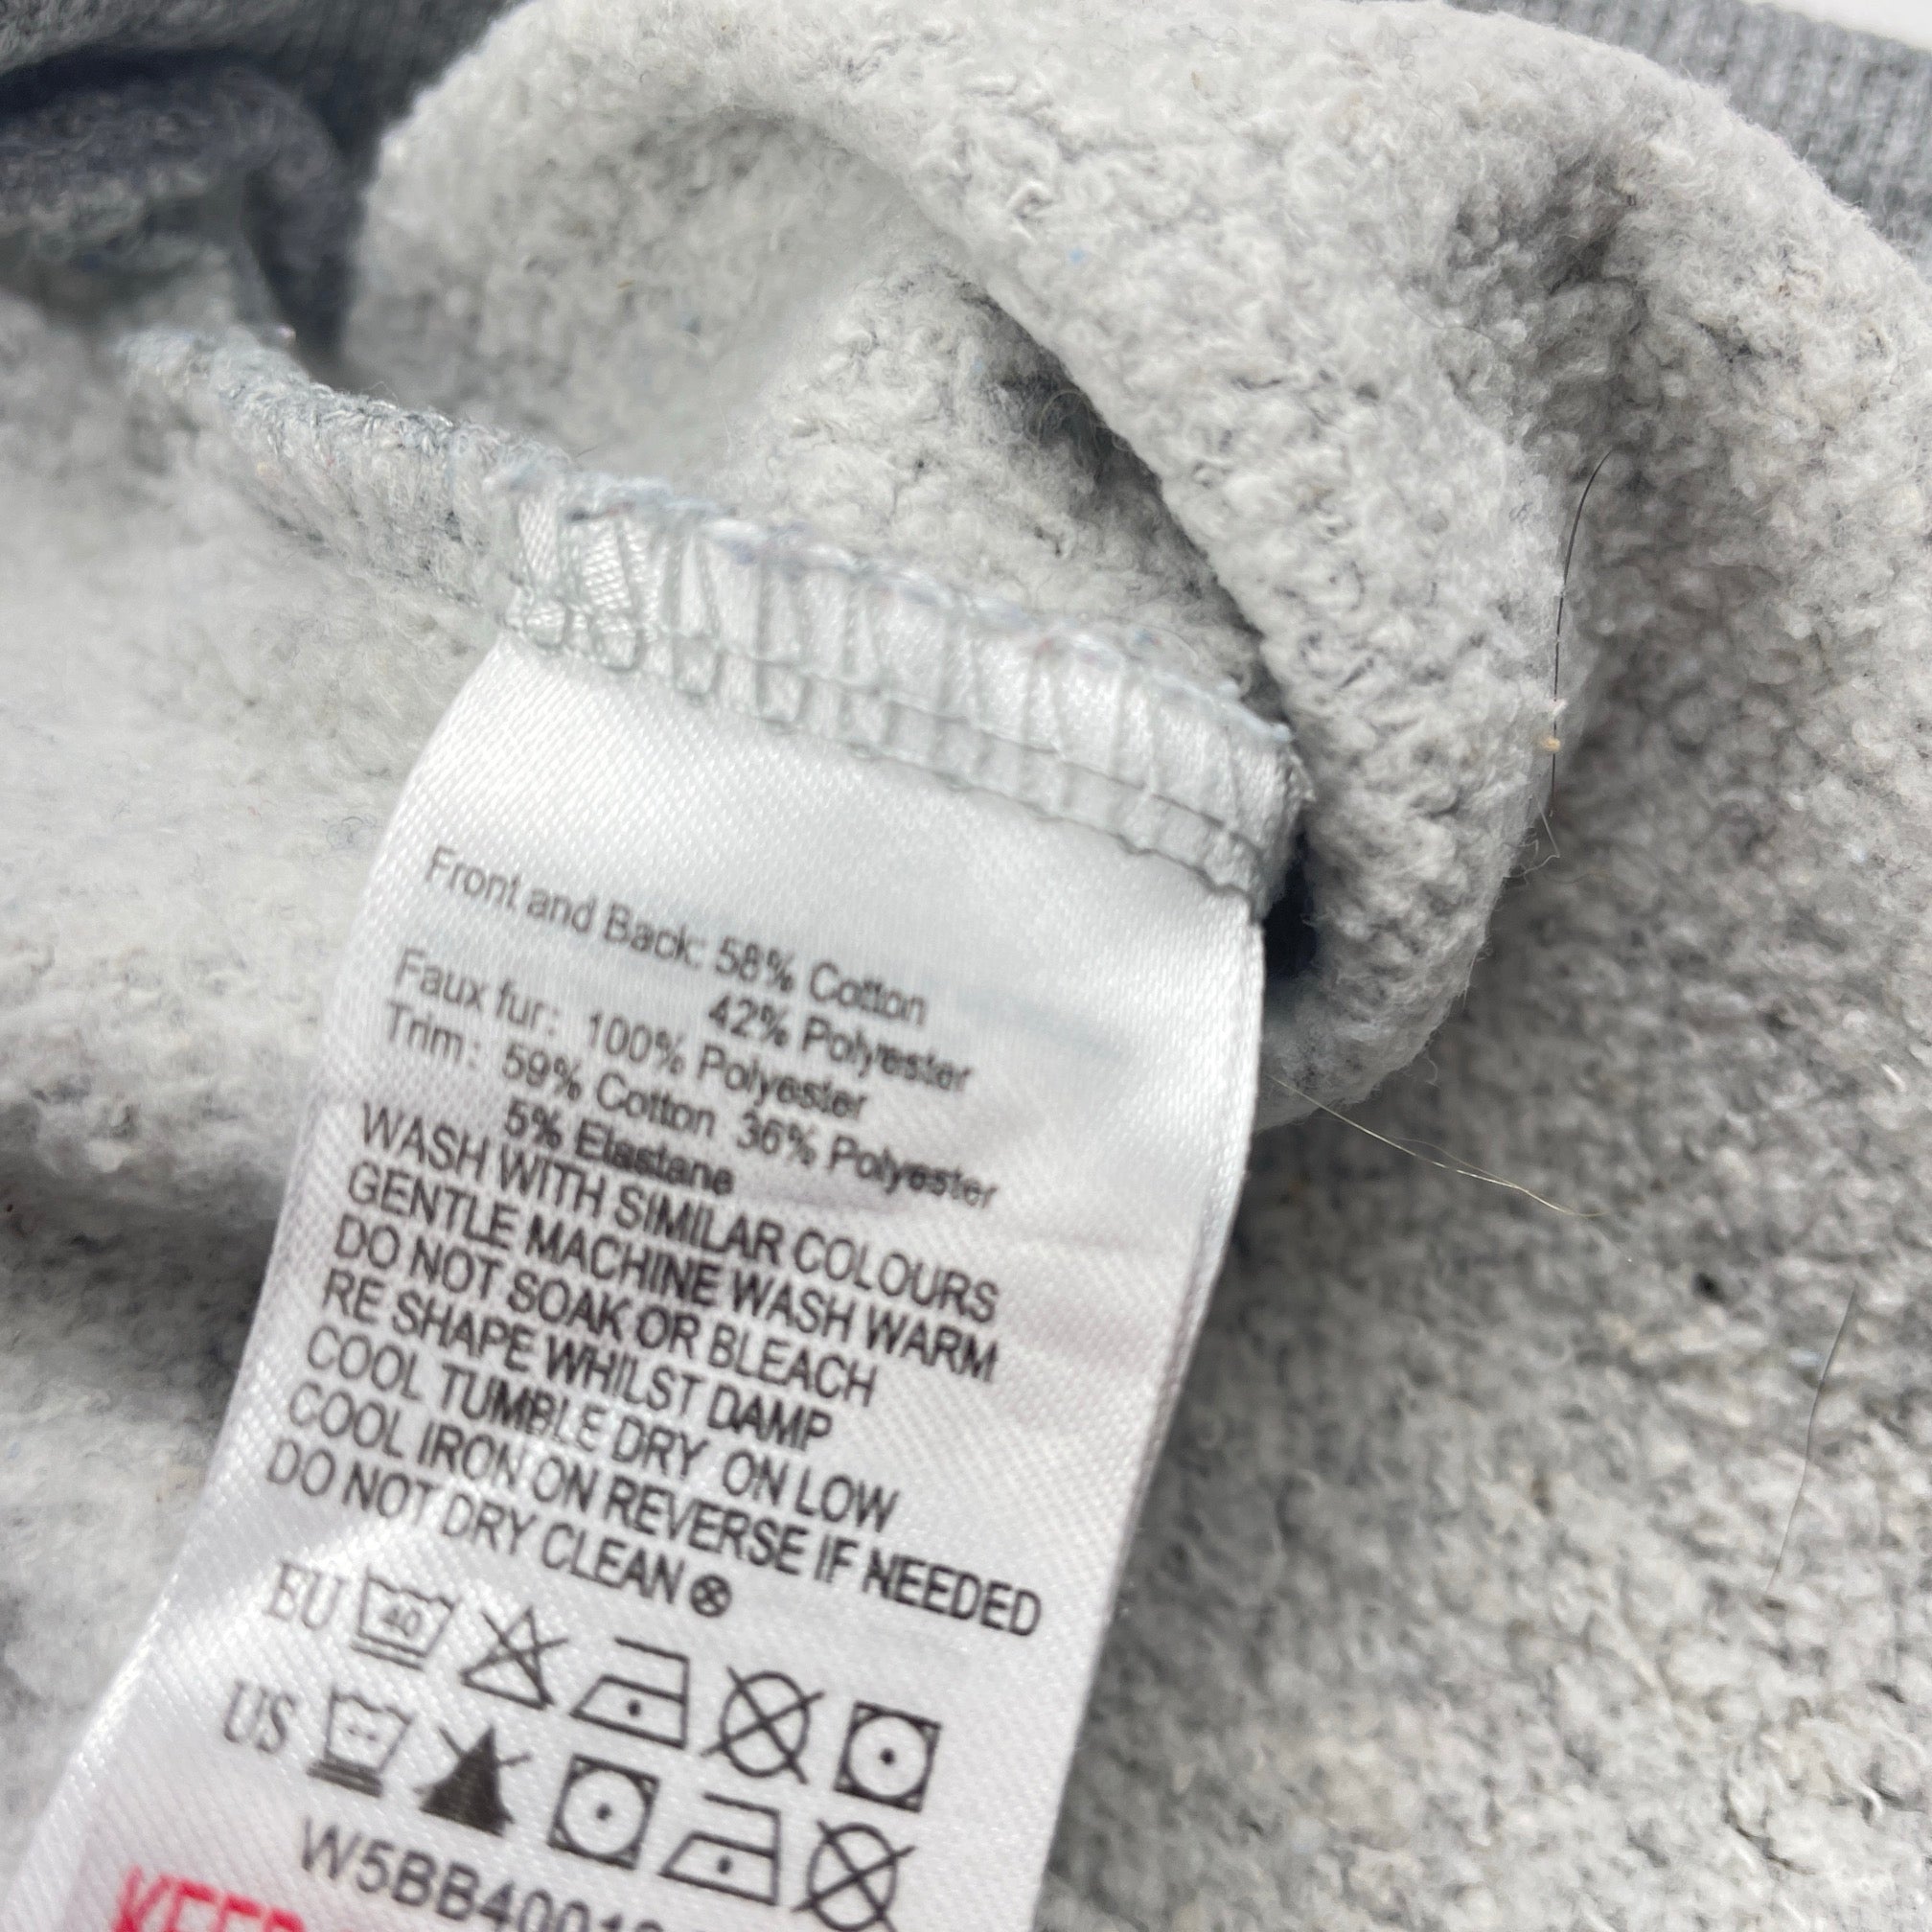 Front and Back: 58% Cotton
42% Polyester
Faux fur: 100% Polyester
Trim: 59% Cotton 36% Polyester
5% Elastane
WASH WITH SIMILAR COLOURS
GENTLE MACHINE WASH WARM
DO NOT SOAK OR BLEACH
RE SHAPE WHILST DAMP
COOL TUMBLE DRY ON LOW
COOL IRON ON REVERSE IF NEEDED
DO NOT DRY CLEAN
EU 40
US
KEEP